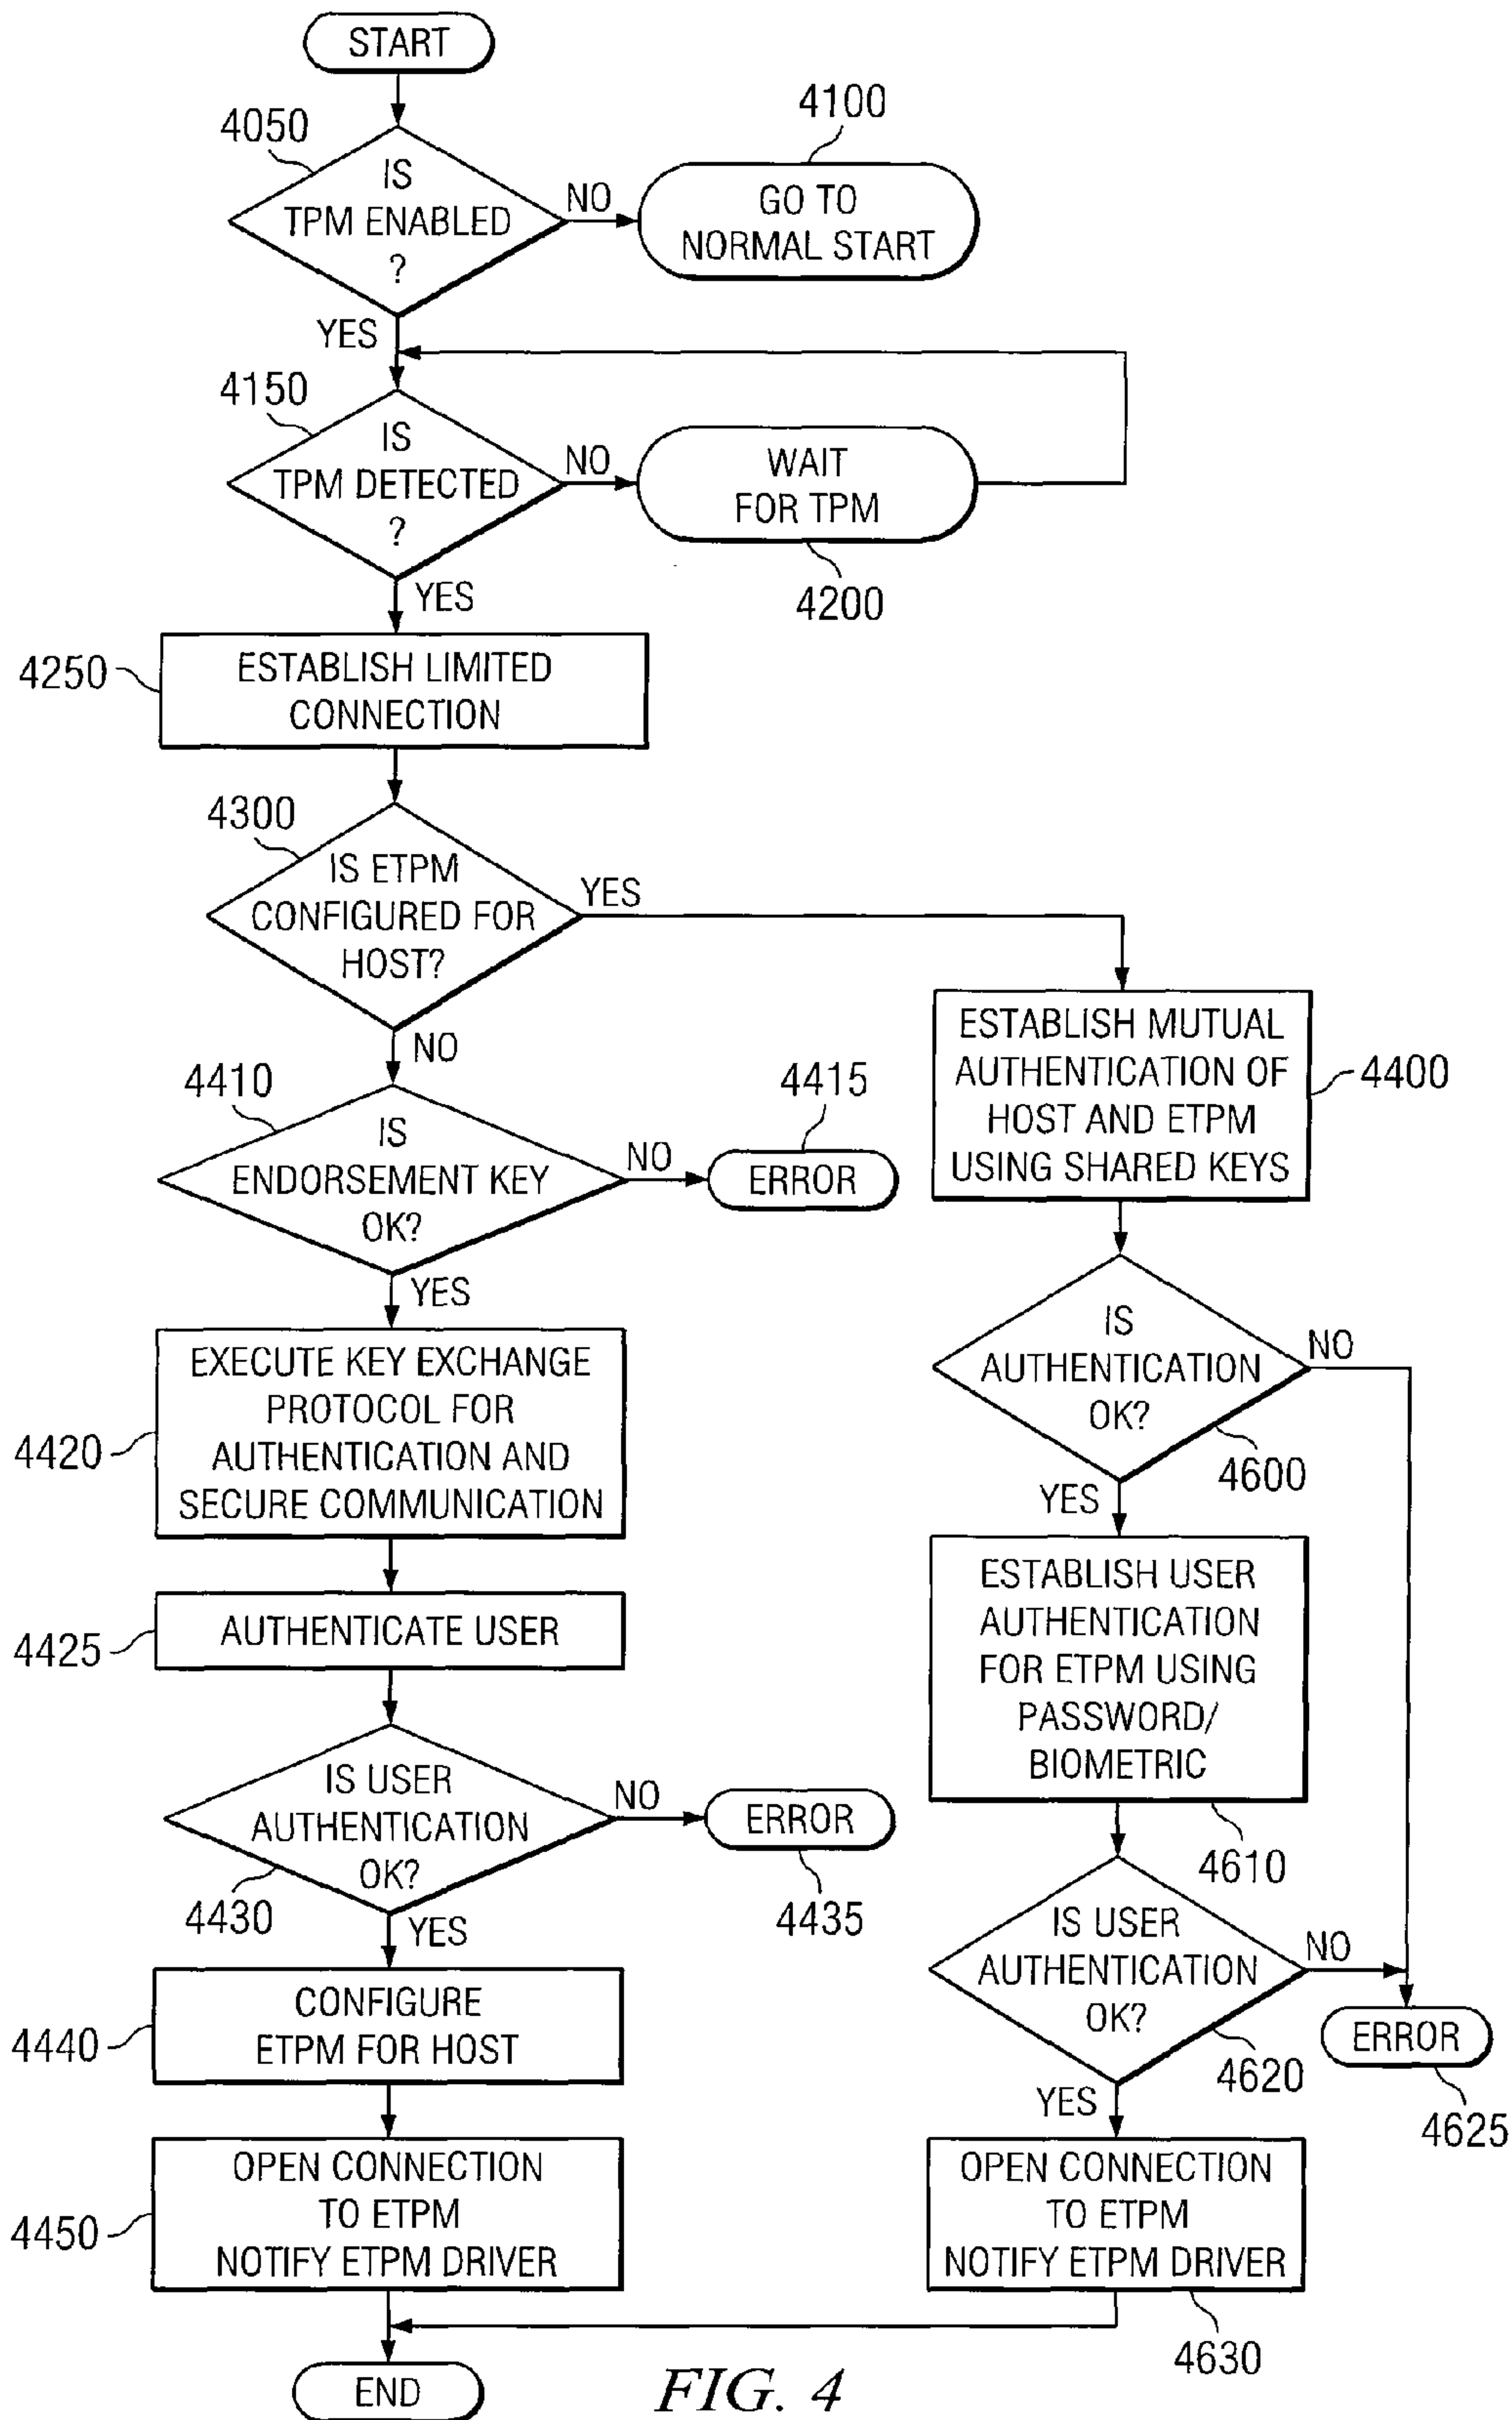 START
4050
IS
TPM ENABLED
?
NO
4100
GO TO
NORMAL START
YES
4150
IS
TPM DETECTED
?
NO
WAIT
FOR TPM
4200
YES
4250
ESTABLISH LIMITED
CONNECTION
4300
IS ETPM
CONFIGURED FOR
HOST?
YES
NO
ESTABLISH MUTUAL
AUTHENTICATION OF
HOST AND ETPM
USING SHARED KEYS
4400
4410
IS
ENDORSEMENT KEY
OK?
NO
4415
ERROR
YES
IS
AUTHENTICATION
OK?
NO
4600
YES
4420
EXECUTE KEY EXCHANGE
PROTOCOL FOR
AUTHENTICATION AND
SECURE COMMUNICATION
4425
AUTHENTICATE USER
ESTABLISH USER
AUTHENTICATION
FOR ETPM USING
PASSWORD/
BIOMETRIC
4610
IS USER
AUTHENTICATION
OK?
NO
4430
ERROR
4435
YES
IS USER
AUTHENTICATION
OK?
NO
4620
ERROR
4625
YES
4440
CONFIGURE
ETPM FOR HOST
4450
OPEN CONNECTION
TO ETPM
NOTIFY ETPM DRIVER
OPEN CONNECTION
TO ETPM
NOTIFY ETPM DRIVER
4630
END
FIG. 4